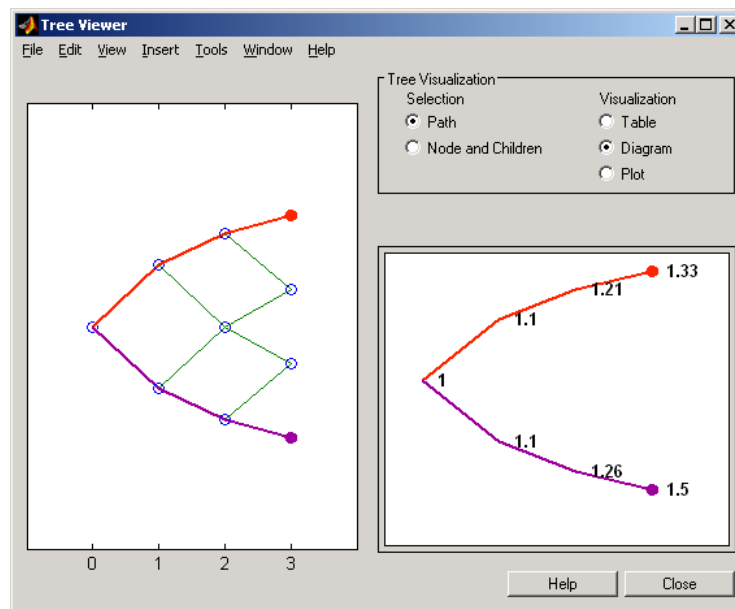 Tree Viewer
File Edit View Insert Tools Window Help
Tree Visualization
Selection Visualization
Path Table
Node and Children Diagram
Plot
0 1 2 3
1.33
1.21
1.1
1
1.1
1.26
1.5
Help Close